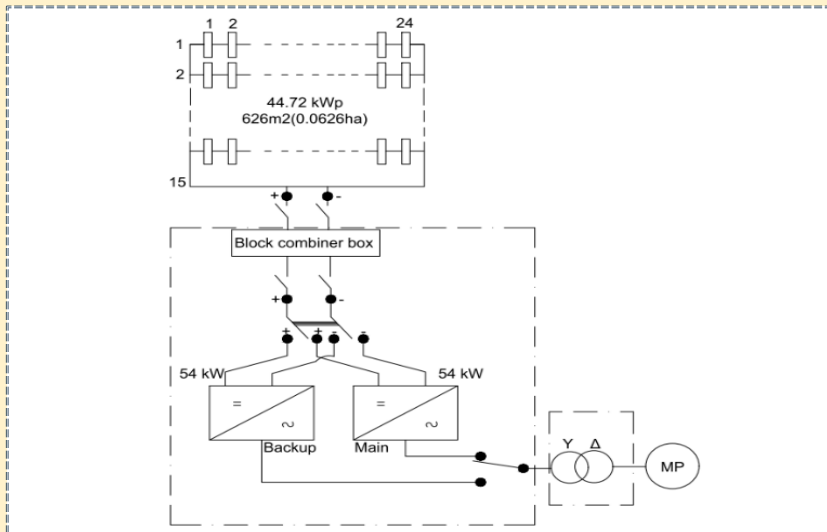 1 2 24
1
2
44.72 kWp
626m2(0.0626ha)
15
+ -
Block combiner box
+ -
+ + - -
54 kW 54 kW
= =
~ ~
Backup Main
Y Δ
MP